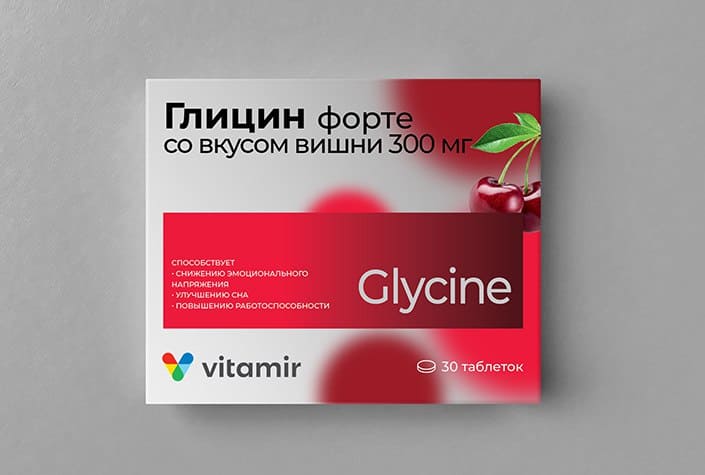 Глицин форте
со вкусом вишни 300 мг
СПОСОБСТВУЕТ
• СНИЖЕНИЮ ЭМОЦИОНАЛЬНОГО
НАПРЯЖЕНИЯ
• УЛУЧШЕНИЮ СНА
• ПОВЫШЕНИЮ РАБОТОСПОСОБНОСТИ
Glycine
vitamir
30 таблеток